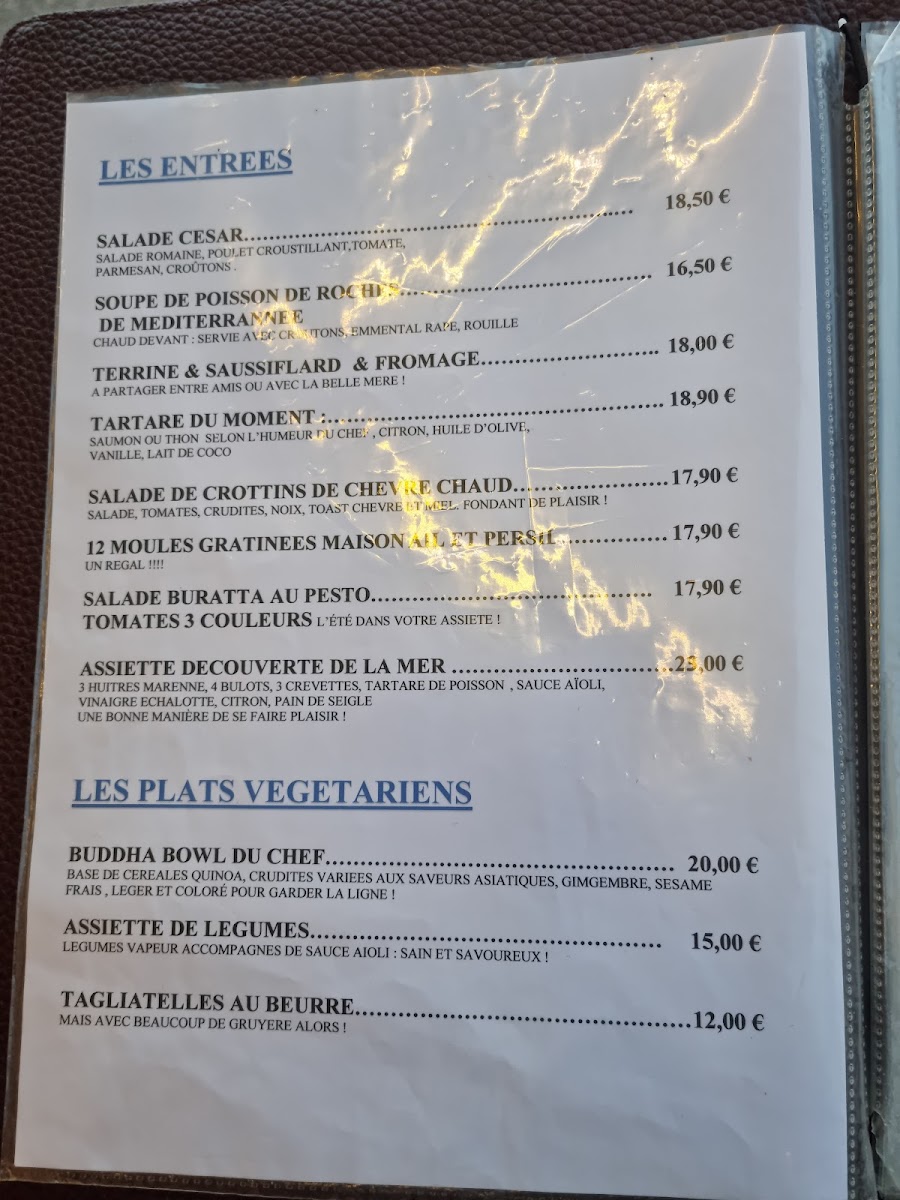 LES ENTREES
SALADE CESAR.......................................................... 18,50 €
SALADE ROMAINE, POULET CROUSTILLANT,TOMATE,
PARMESAN, CROÛTONS .
SOUPE DE POISSON DE ROCHES..................................... 16,50 €
DE MEDITERRANNEE
CHAUD DEVANT : SERVIE AVEC CROUTONS, EMMENTAL RAPE, ROUILLE
TERRINE & SAUSSIFLARD & FROMAGE.......................... 18,00 €
A PARTAGER ENTRE AMIS OU AVEC LA BELLE MERE !
TARTARE DU MOMENT :................................................. 18,90 €
SAUMON OU THON SELON L'HUMEUR DU CHEF , CITRON, HUILE D'OLIVE,
VANILLE, LAIT DE COCO
SALADE DE CROTTINS DE CHEVRE CHAUD.......................17,90 €
SALADE, TOMATES, CRUDITES, NOIX, TOAST CHEVRE ET MIEL. FONDANT DE PLAISIR !
12 MOULES GRATINEES MAISON AIL ET PERSIL................ 17,90 €
UN REGAL !!!!
SALADE BURATTA AU PESTO......................................... 17,90 €
TOMATES 3 COULEURS L'ÉTÉ DANS VOTRE ASSIETE !
ASSIETTE DECOUVERTE DE LA MER ................................ ,00 €
3 HUITRES MARENNE, 4 BULOTS, 3 CREVETTES, TARTARE DE POISSON , SAUCE AÏOLI,
VINAIGRE ECHALOTTE, CITRON, PAIN DE SEIGLE
UNE BONNE MANIÈRE DE SE FAIRE PLAISIR !
LES PLATS VEGETARIENS
BUDDHA BOWL DU CHEF.................................................... 20,00 €
BASE DE CEREALES QUINOA, CRUDITES VARIEES AUX SAVEURS ASIATIQUES, GIMGEMBRE, SESAME
FRAIS , LEGER ET COLORÉ POUR GARDER LA LIGNE !
ASSIETTE DE LEGUMES.................................................... 15,00 €
LEGUMES VAPEUR ACCOMPAGNES DE SAUCE AIOLI : SAIN ET SAVOUREUX !
TAGLIATELLES AU BEURRE.................................................12,00 €
MAIS AVEC BEAUCOUP DE GRUYERE ALORS !